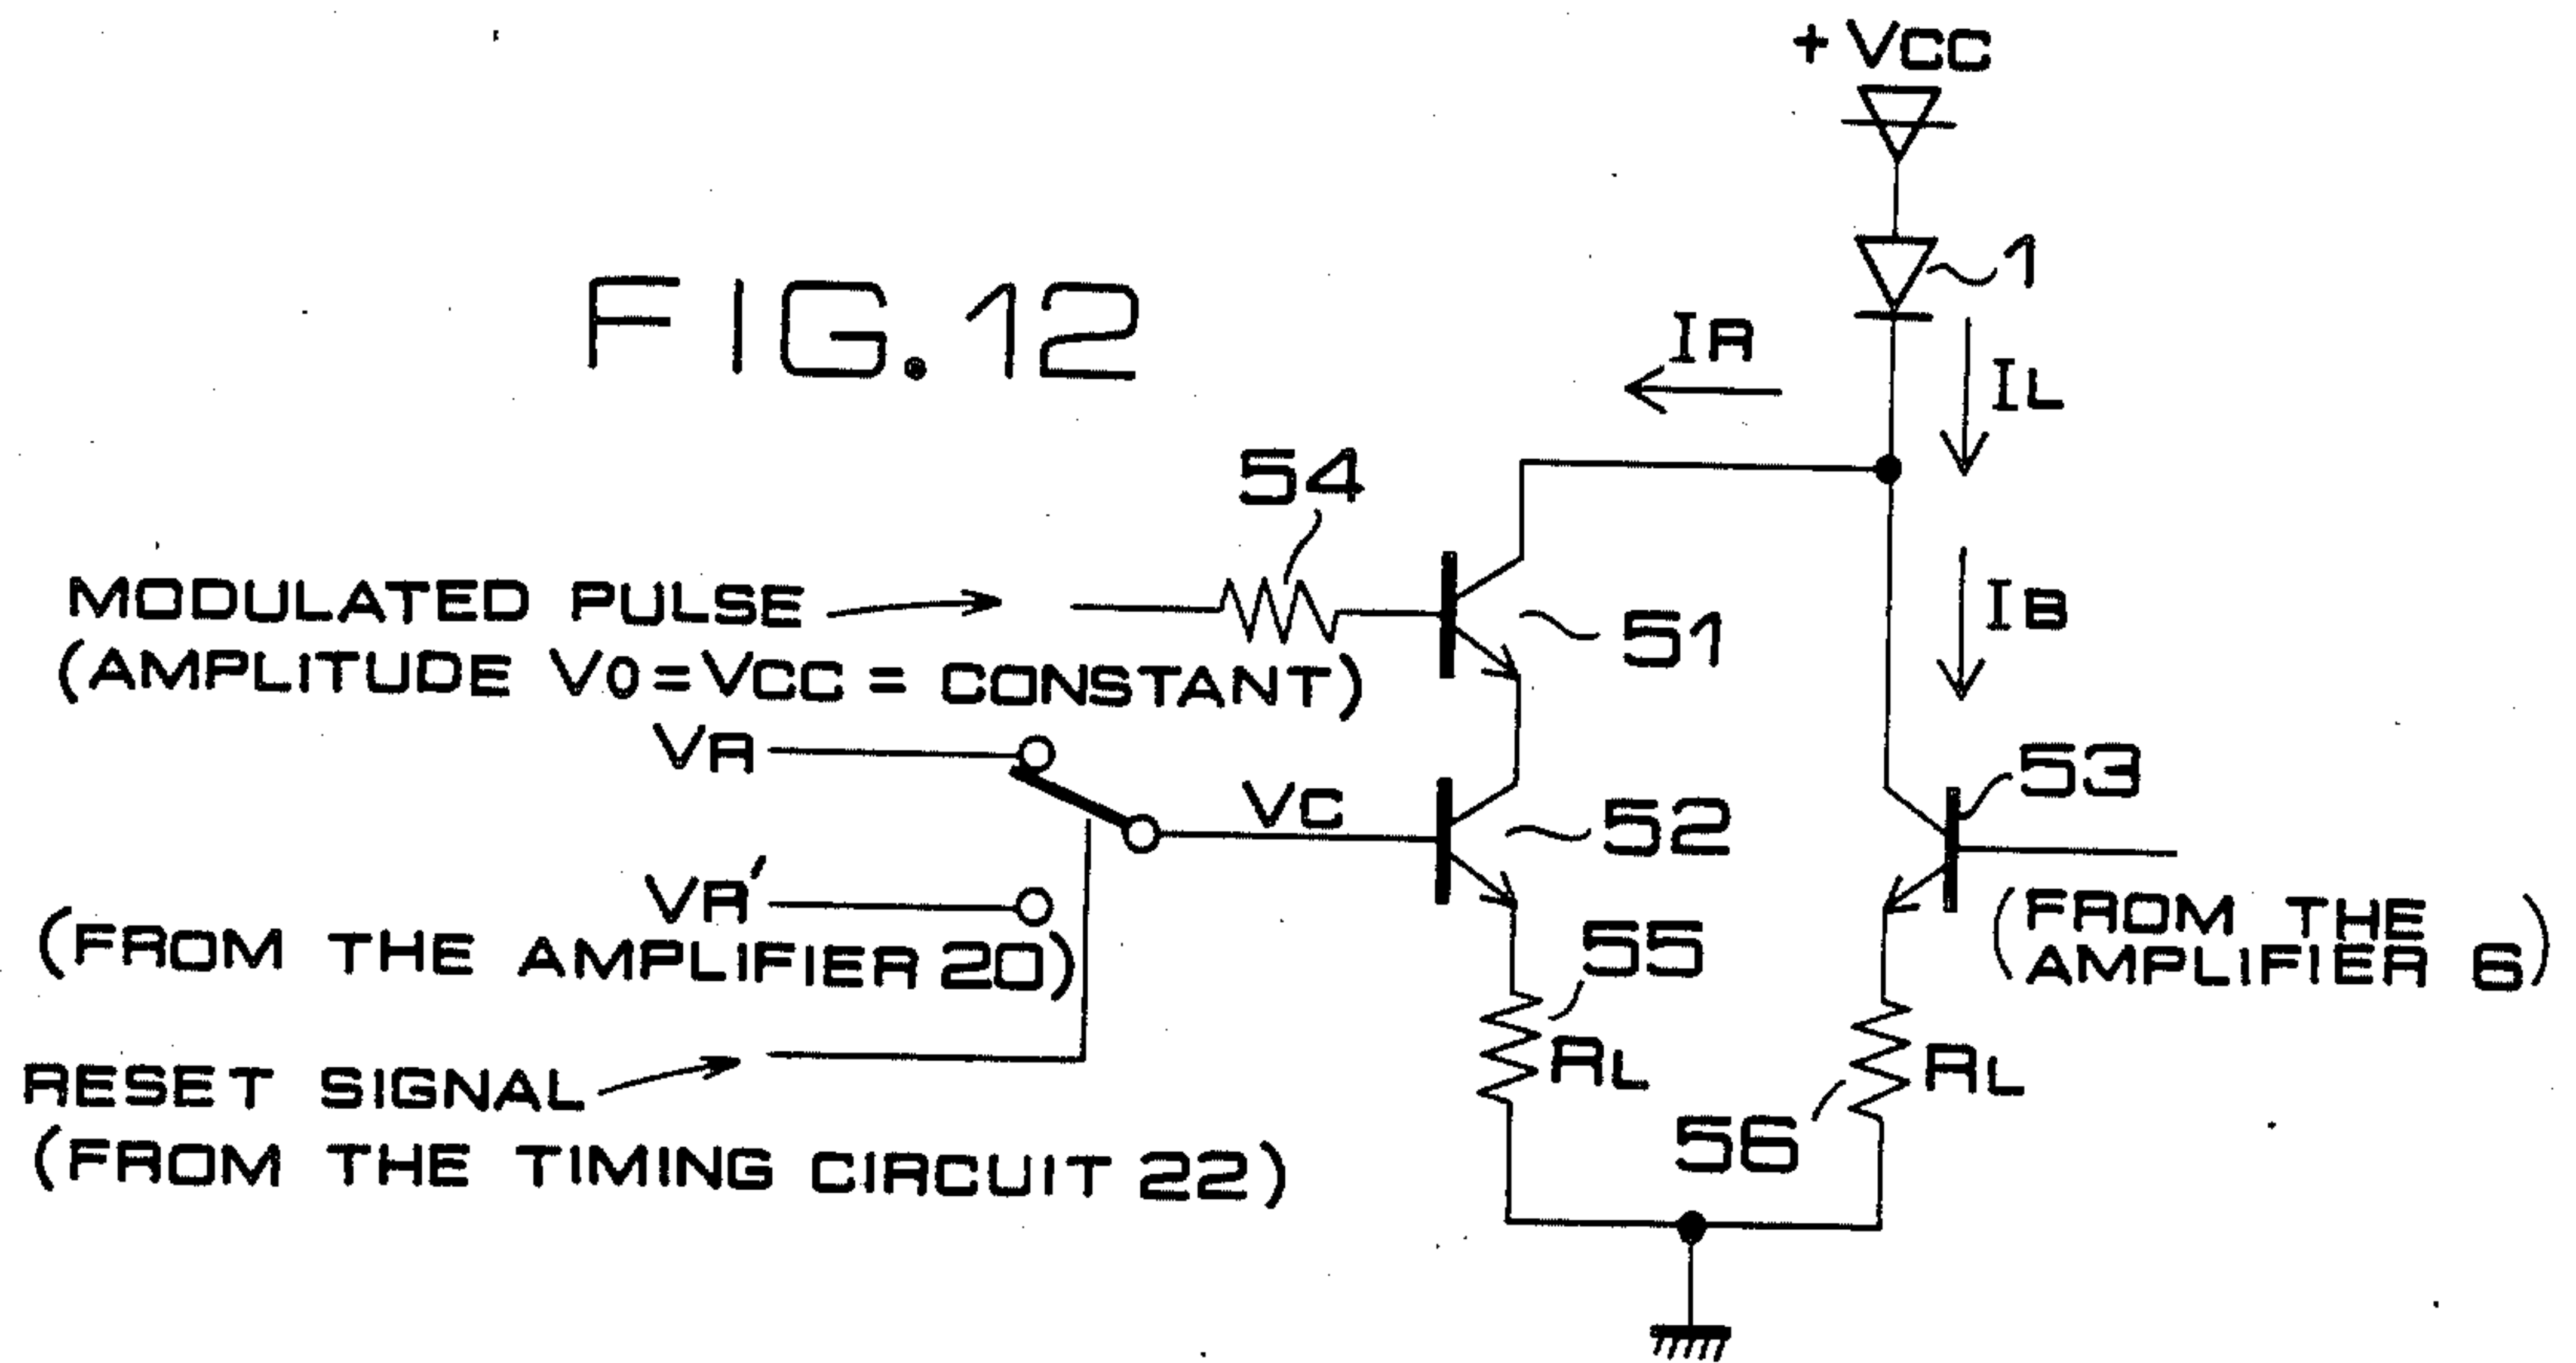 + VCC
1
FIG.12
IR
IL
54
MODULATED PULSE
51
IB
(AMPLITUDE VO = VCC = CONSTANT)
VR
53
VC
52
VR'
(FROM THE AMPLIFIER 20)
(FROM THE
AMPLIFIER 6)
55
RL
RL
RESET SIGNAL
56
(FROM THE TIMING CIRCUIT 22)